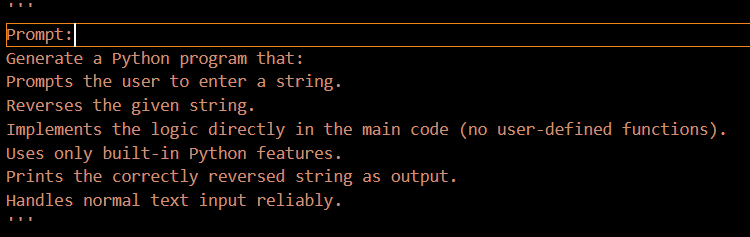 '''
Prompt:
Generate a Python program that:
Prompts the user to enter a string.
Reverses the given string.
Implements the logic directly in the main code (no user-defined functions).
Uses only built-in Python features.
Prints the correctly reversed string as output.
Handles normal text input reliably.
'''